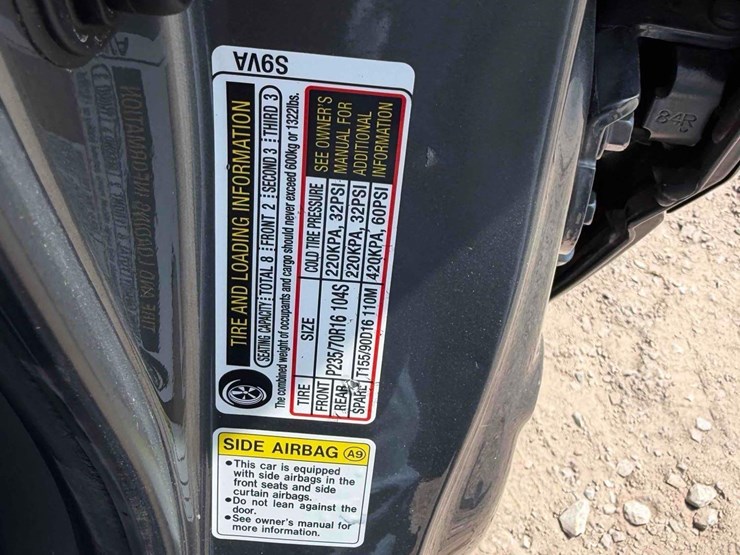 S9VA
TIRE AND LOADING INFORMATION
SEATING CAPACITY TOTAL 8 FRONT 2 SECOND 3 THIRD 3
The combined weight of occupants and cargo should never exceed 600kg or 1322lbs.
TIRE SIZE COLD TIRE PRESSURE
FRONT P235/70R16 104S 220KPA, 32PSI
REAR 220KPA, 32PSI
SPARE T155/90D16 110M 420KPA, 60PSI
SEE OWNER'S
MANUAL FOR
ADDITIONAL
INFORMATION
SIDE AIRBAG A9
•This car is equipped
with side airbags in the
front seats and side
curtain airbags.
•Do not lean against the
door.
•See owner's manual for
more information.
84R
TIRE AND LOADING INFORMATION